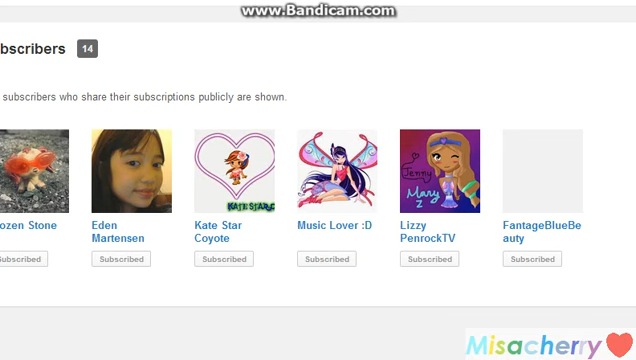 www.Bandicam.com
bscribers 14
subscribers who share their subscriptions publicly are shown.
Jenny
Mary
Z
KATE STAR
ozen Stone
Eden
Martensen
Kate Star
Coyote
Music Lover :D
Lizzy
PenrockTV
FantageBlueBe
auty
Subscribed
Subscribed
Subscribed
Subscribed
Subscribed
Subscribed
Misacherry